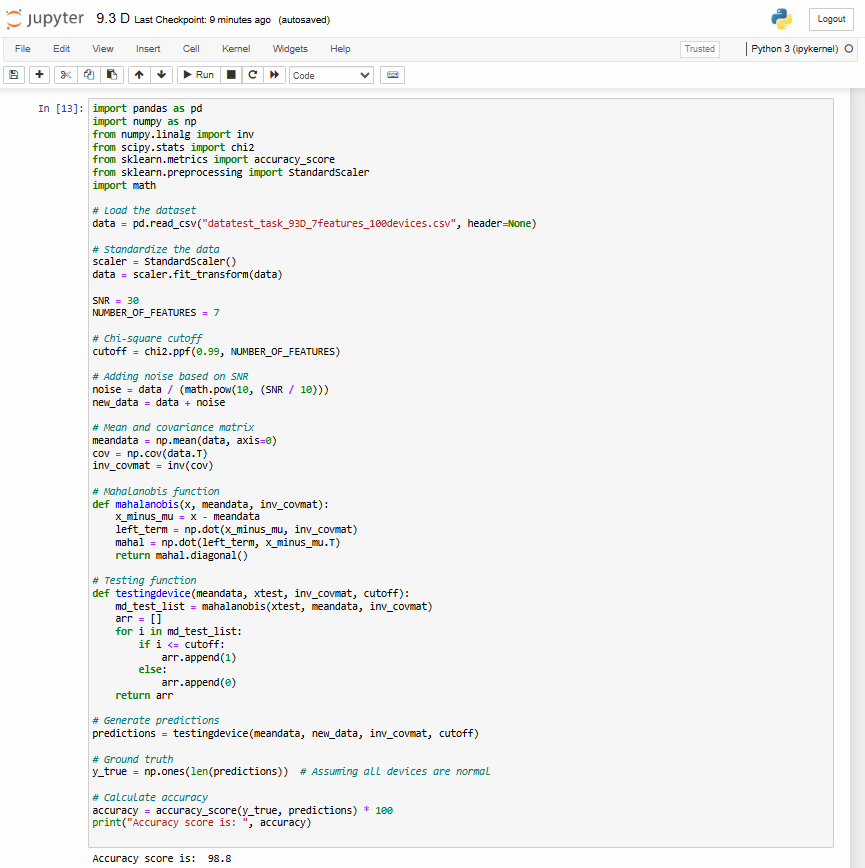 jupyter 9.3 D Last Checkpoint: 9 minutes ago (autosaved)
Logout
File Edit View Insert Cell Kernel Widgets Help
Trusted
Python 3 (ipykernel)
Run
Code
In [13]:
import pandas as pd
import numpy as np
from numpy.linalg import inv
from scipy.stats import chi2
from sklearn.metrics import accuracy_score
from sklearn.preprocessing import StandardScaler
import math

# Load the dataset
data = pd.read_csv("datatest_task_93D_7features_100devices.csv", header=None)

# Standardize the data
scaler = StandardScaler()
data = scaler.fit_transform(data)

SNR = 30
NUMBER_OF_FEATURES = 7

# Chi-square cutoff
cutoff = chi2.ppf(0.99, NUMBER_OF_FEATURES)

# Adding noise based on SNR
noise = data / (math.pow(10, (SNR / 10)))
new_data = data + noise

# Mean and covariance matrix
meandata = np.mean(data, axis=0)
cov = np.cov(data.T)
inv_covmat = inv(cov)

# Mahalanobis function
def mahalanobis(x, meandata, inv_covmat):
    x_minus_mu = x - meandata
    left_term = np.dot(x_minus_mu, inv_covmat)
    mahal = np.dot(left_term, x_minus_mu.T)
    return mahal.diagonal()

# Testing function
def testingdevice(meandata, xtest, inv_covmat, cutoff):
    md_test_list = mahalanobis(xtest, meandata, inv_covmat)
    arr = []
    for i in md_test_list:
        if i <= cutoff:
            arr.append(1)
        else:
            arr.append(0)
    return arr

# Generate predictions
predictions = testingdevice(meandata, new_data, inv_covmat, cutoff)

# Ground truth
y_true = np.ones(len(predictions))  # Assuming all devices are normal

# Calculate accuracy
accuracy = accuracy_score(y_true, predictions) * 100
print("Accuracy score is: ", accuracy)

Accuracy score is:  98.8